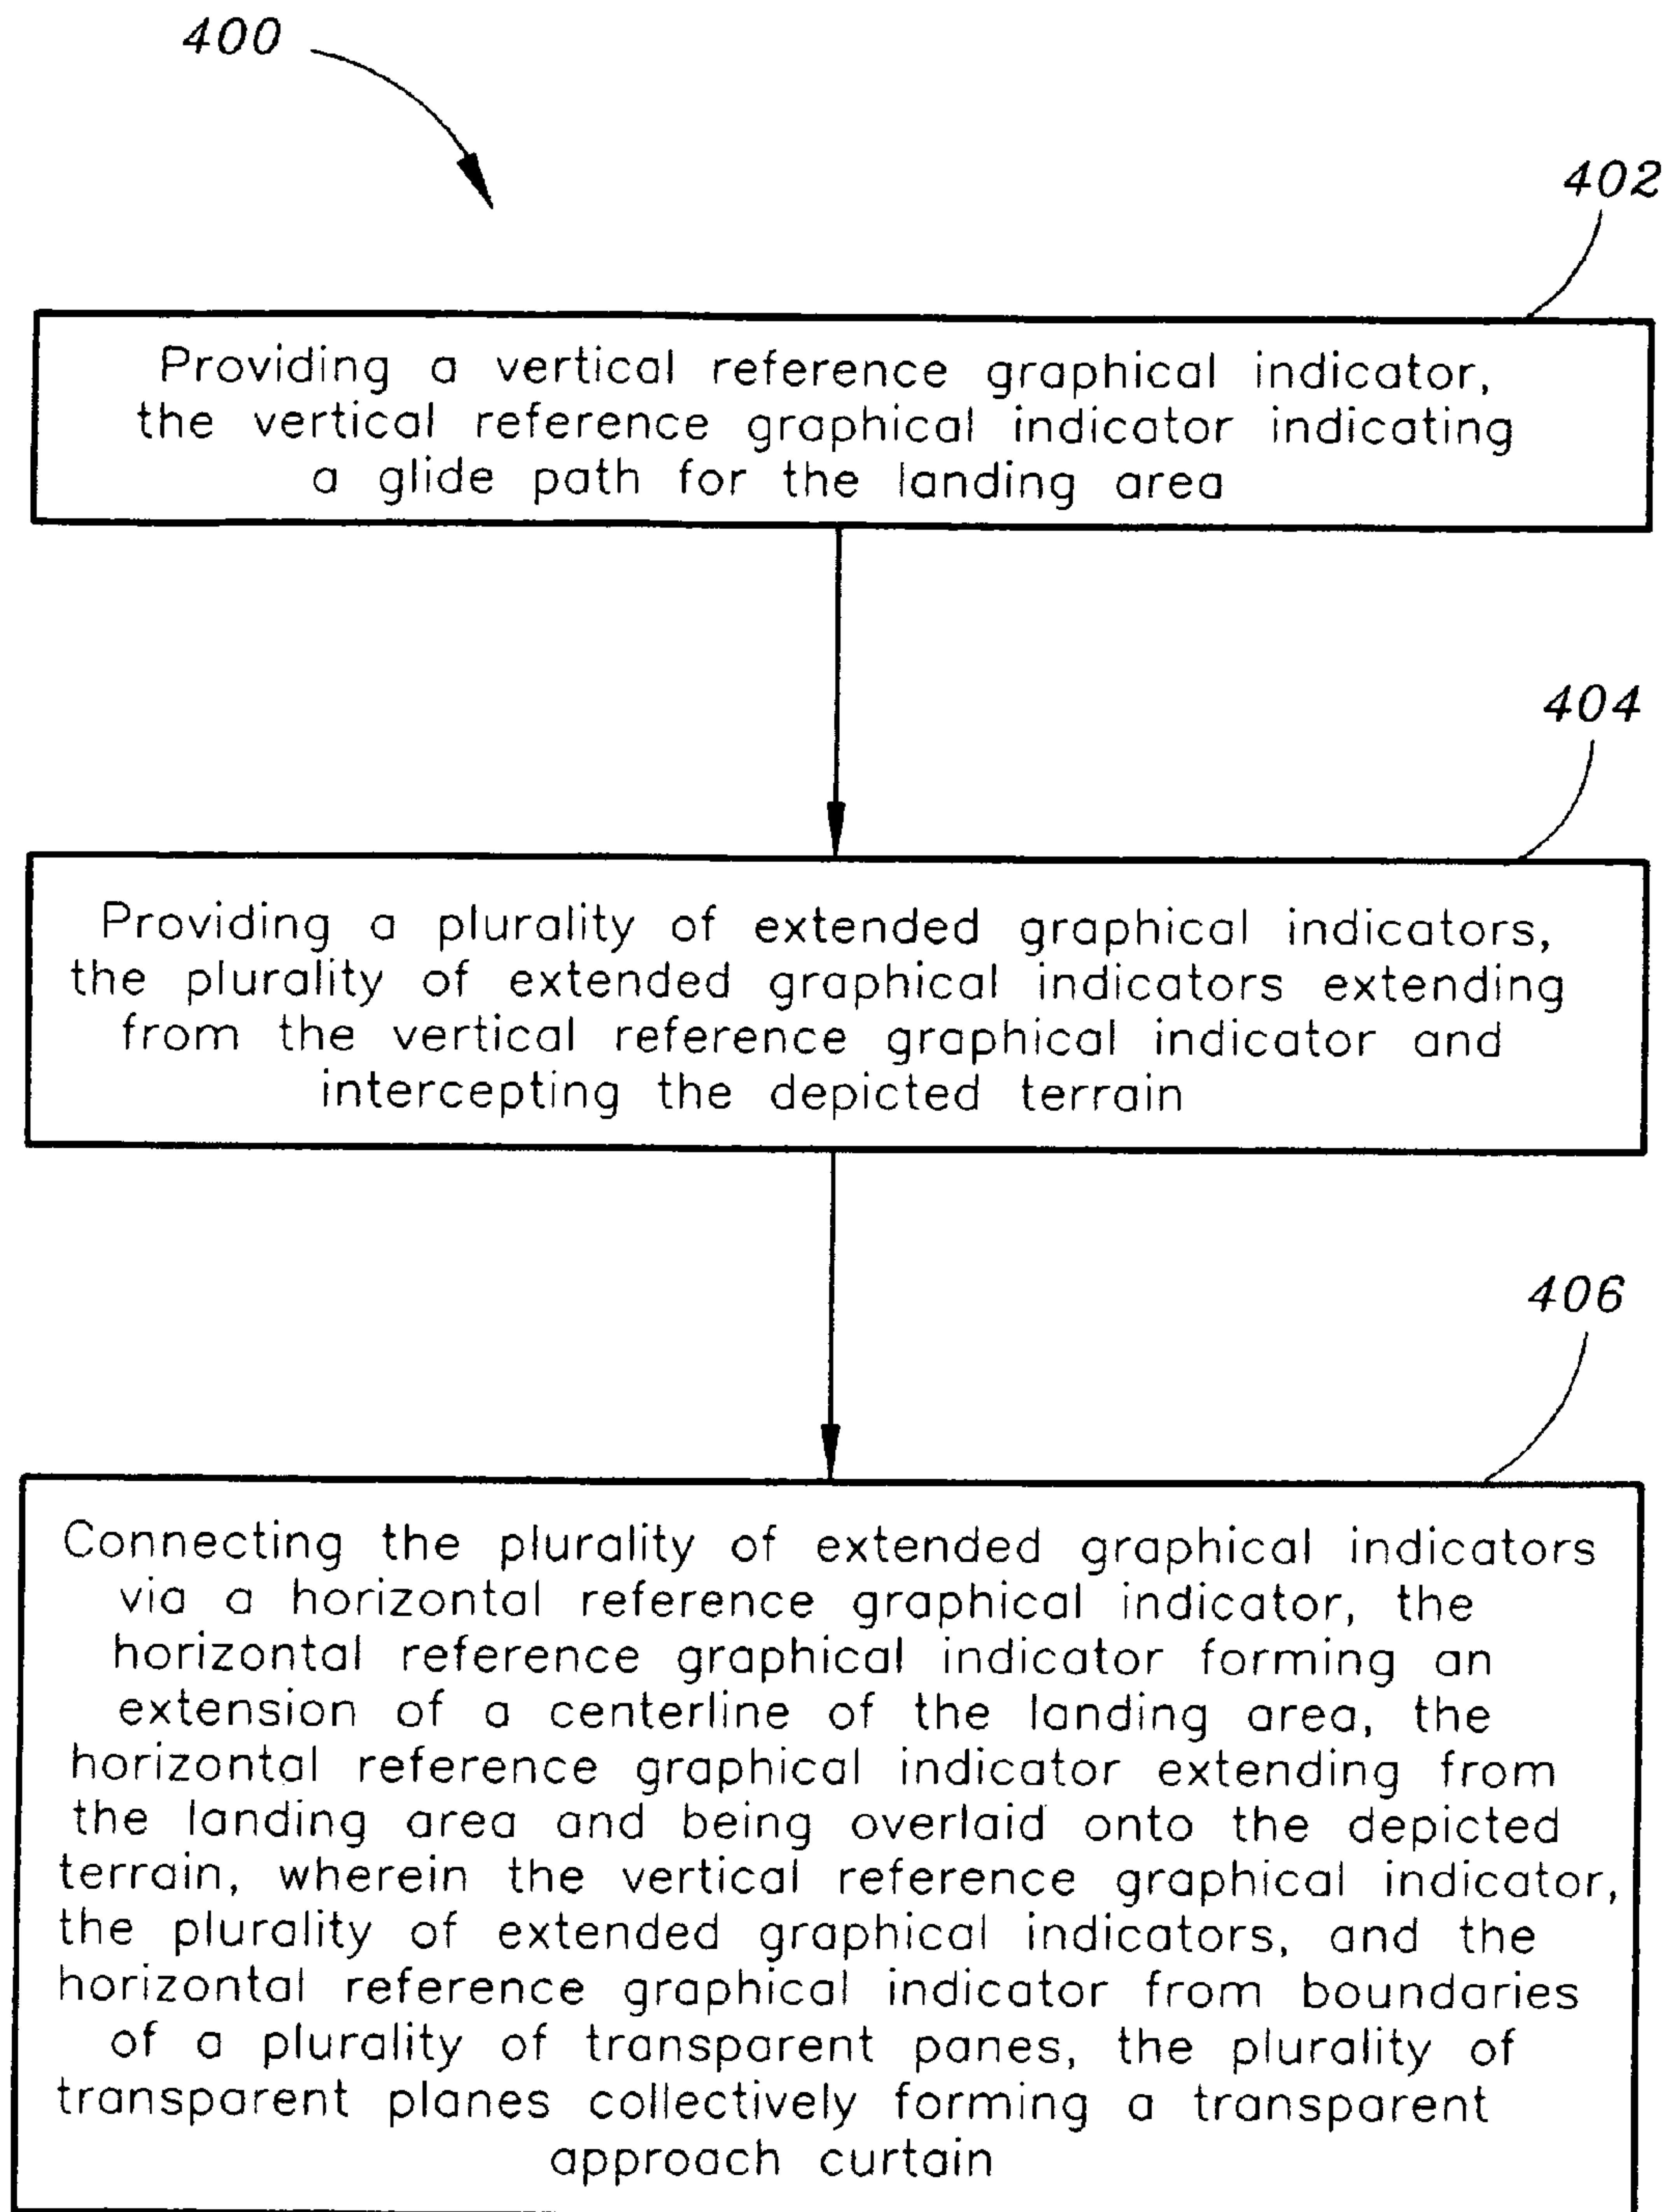 400
402
Providing a vertical reference graphical indicator,
the vertical reference graphical indicator indicating
a glide path for the landing area
404
Providing a plurality of extended graphical indicators,
the plurality of extended graphical indicators extending
from the vertical reference graphical indicator and
intercepting the depicted terrain
406
Connecting the plurality of extended graphical indicators
via a horizontal reference graphical indicator, the
horizontal reference graphical indicator forming an
extension of a centerline of the landing area, the
horizontal reference graphical indicator extending from
the landing area and being overlaid onto the depicted
terrain, wherein the vertical reference graphical indicator,
the plurality of extended graphical indicators, and the
horizontal reference graphical indicator from boundaries
of a plurality of transparent panes, the plurality of
transparent planes collectively forming a transparent
approach curtain